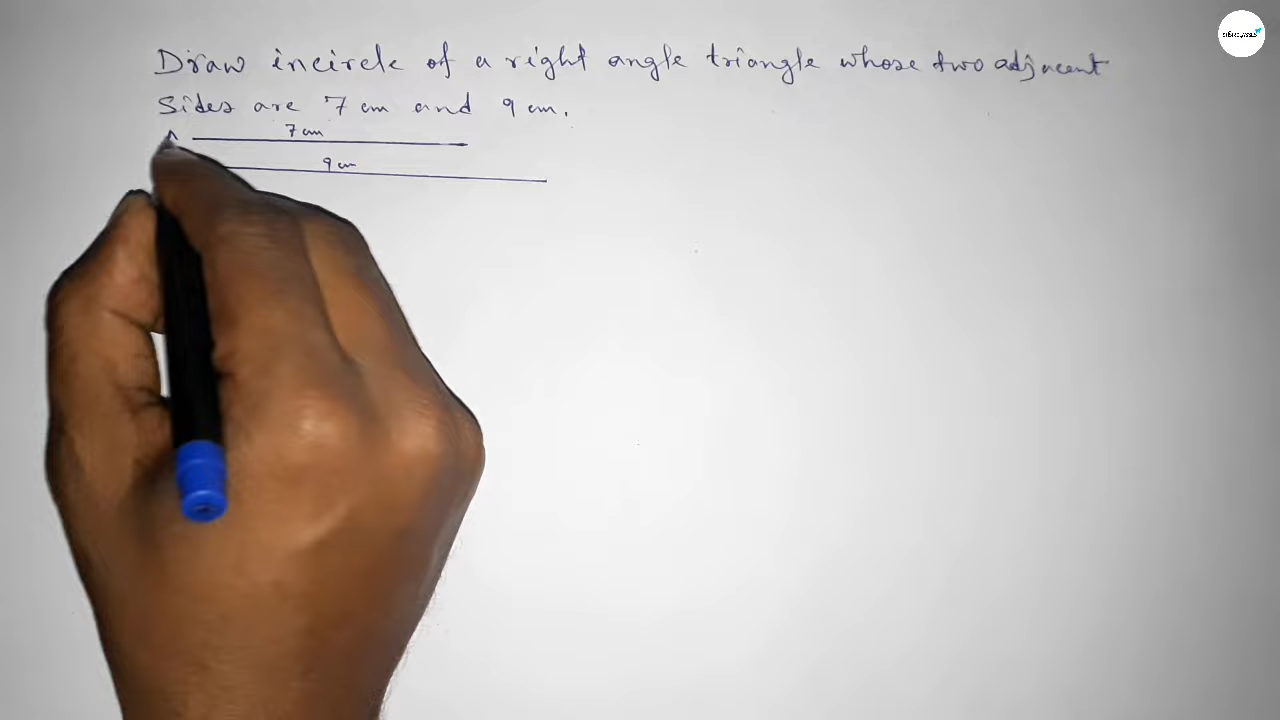 Draw incircle of a right angle triangle whose two adjacent
sides are 7 cm and 9 cm.
7 cm
9 cm